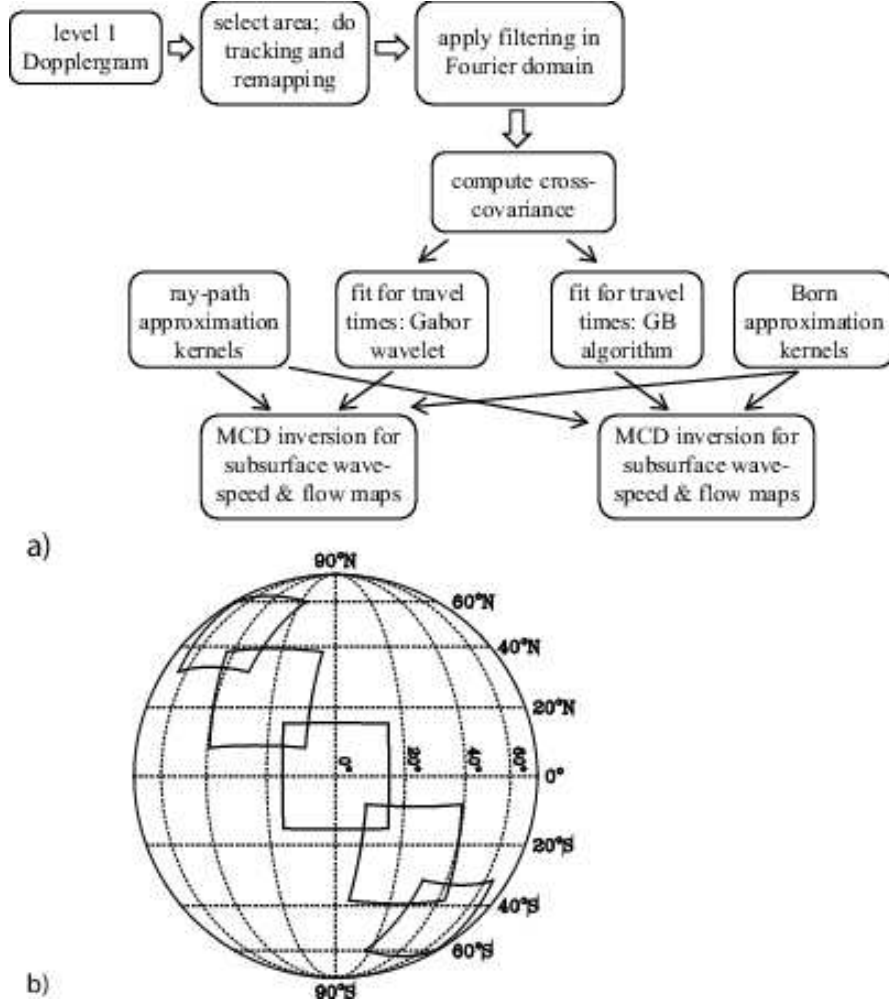 level 1
Dopplergram
select area; do
tracking and
remapping
apply filtering in
Fourier domain
compute cross-
covariance
ray-path
approximation
kernels
fit for travel
times: Gabor
wavelet
fit for travel
times: GB
algorithm
Born
approximation
kernels
MCD inversion for
subsurface wave-
speed & flow maps
MCD inversion for
subsurface wave-
speed & flow maps
a)
90°N
60°N
40°N
20°N
0°
20°
40°
60°
0°
20°S
40°S
60°S
90°S
b)